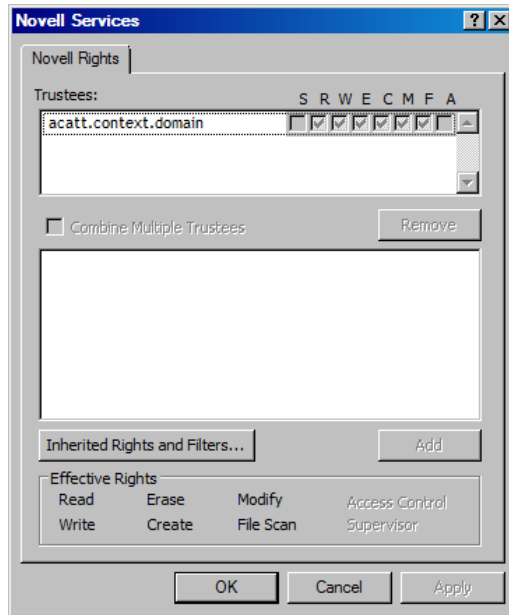 Novell Services
Novell Rights
Trustees: S R W E C M F A
acatt.context.domain
Combine Multiple Trustees Remove
Inherited Rights and Filters... Add
Effective Rights
Read Erase Modify Access Control
Write Create File Scan Supervisor
OK Cancel Apply